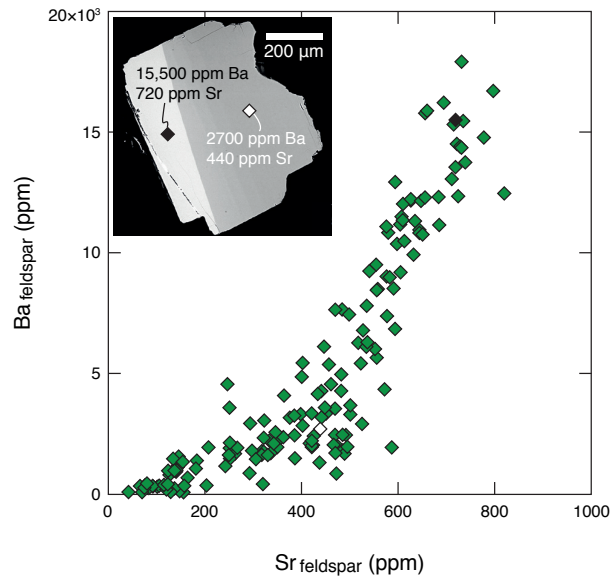 20×10³
15
10
5
0
0
200
400
600
800
1000
Ba feldspar (ppm)
Sr feldspar (ppm)
200 µm
15,500 ppm Ba
720 ppm Sr
2700 ppm Ba
440 ppm Sr